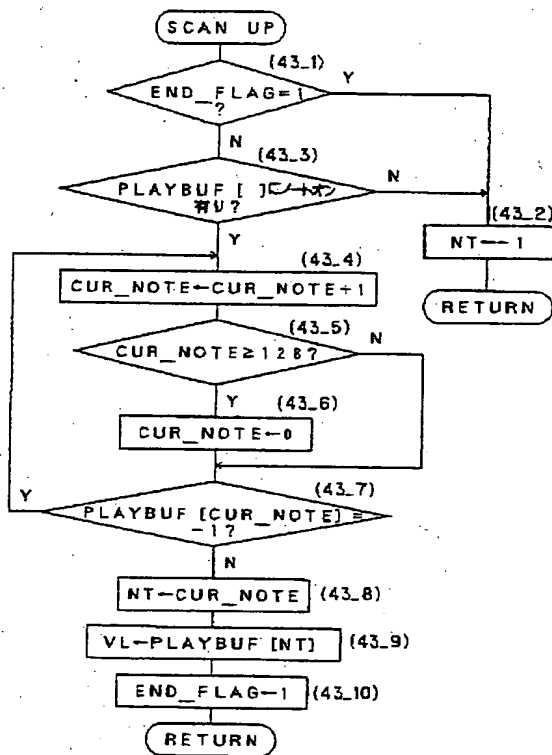 SCAN UP
(43_1)
END_FLAG=1
?
Y
N
(43_3)
PLAYBUF [ ]にノートオン
有り?
N
Y
(43_2)
NT←-1
RETURN
(43_4)
CUR_NOTE←CUR_NOTE+1
(43_5)
CUR_NOTE≥128?
N
Y
(43_6)
CUR_NOTE←0
(43_7)
Y
PLAYBUF [CUR_NOTE] =
-1?
N
NT←CUR_NOTE (43_8)
VL←PLAYBUF [NT] (43_9)
END_FLAG←1 (43_10)
RETURN